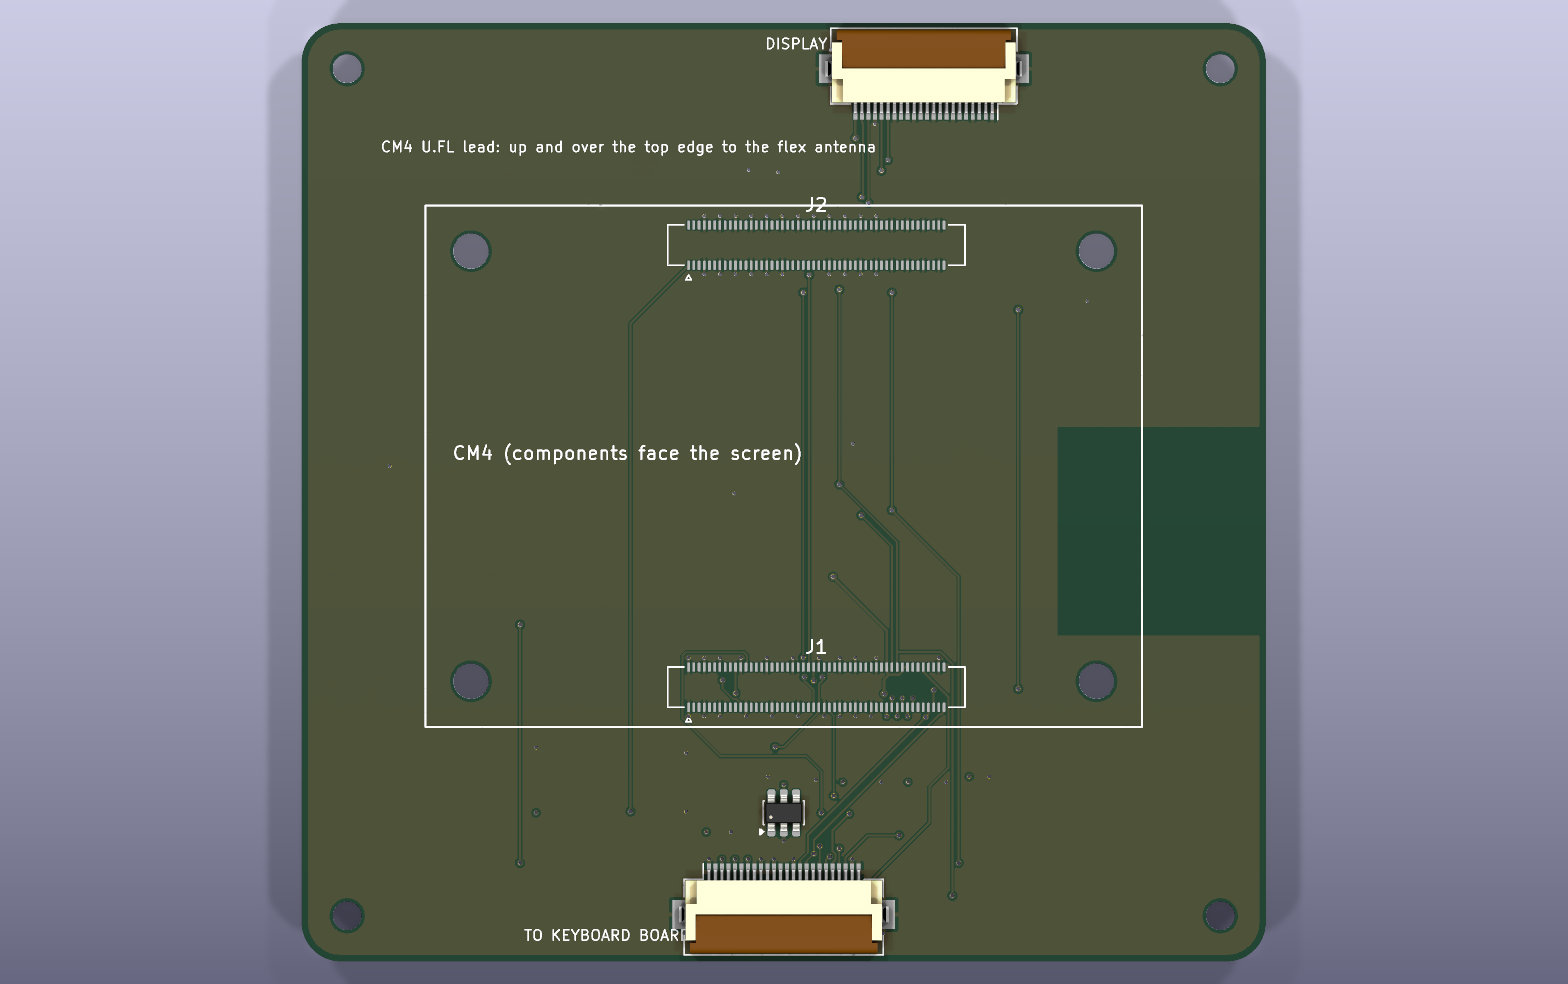 DISPLAY
CM4 U.FL lead: up and over the top edge to the flex antenna
J2
CM4 (components face the screen)
J1
TO KEYBOARD BOAR